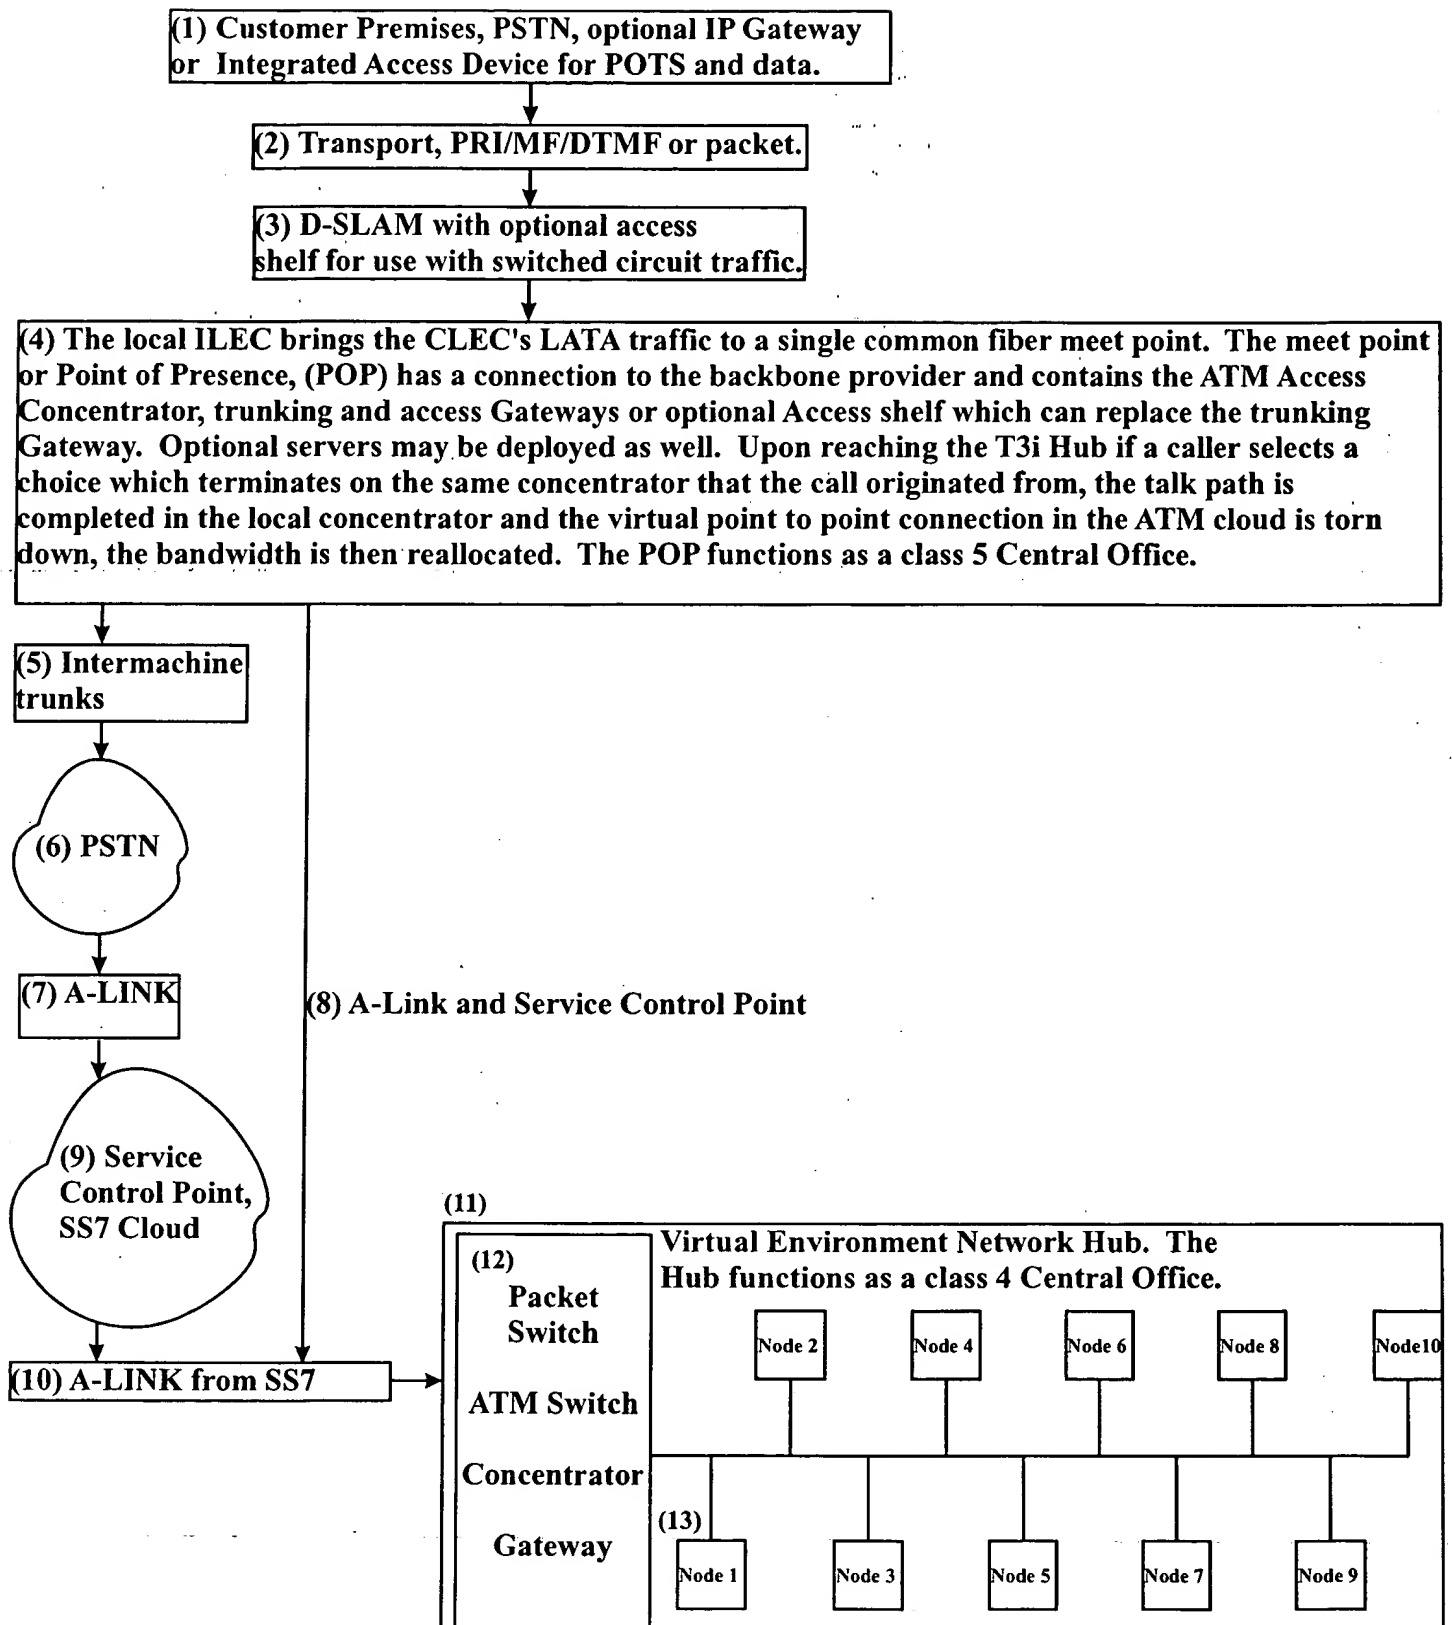 (1) Customer Premises, PSTN, optional IP Gateway
or Integrated Access Device for POTS and data.
(2) Transport, PRI/MF/DTMF or packet.
(3) D-SLAM with optional access
shelf for use with switched circuit traffic.
(4) The local ILEC brings the CLEC's LATA traffic to a single common fiber meet point. The meet point
or Point of Presence, (POP) has a connection to the backbone provider and contains the ATM Access
Concentrator, trunking and access Gateways or optional Access shelf which can replace the trunking
Gateway. Optional servers may be deployed as well. Upon reaching the T3i Hub if a caller selects a
choice which terminates on the same concentrator that the call originated from, the talk path is
completed in the local concentrator and the virtual point to point connection in the ATM cloud is torn
down, the bandwidth is then reallocated. The POP functions as a class 5 Central Office.
(5) Intermachine
trunks
(6) PSTN
(7) A-LINK
(8) A-Link and Service Control Point
(9) Service
Control Point,
SS7 Cloud
(10) A-LINK from SS7
(11)
(12)
Packet
Switch
ATM Switch
Concentrator
Gateway
Virtual Environment Network Hub. The
Hub functions as a class 4 Central Office.
Node 2
Node 4
Node 6
Node 8
Node10
(13)
Node 1
Node 3
Node 5
Node 7
Node 9